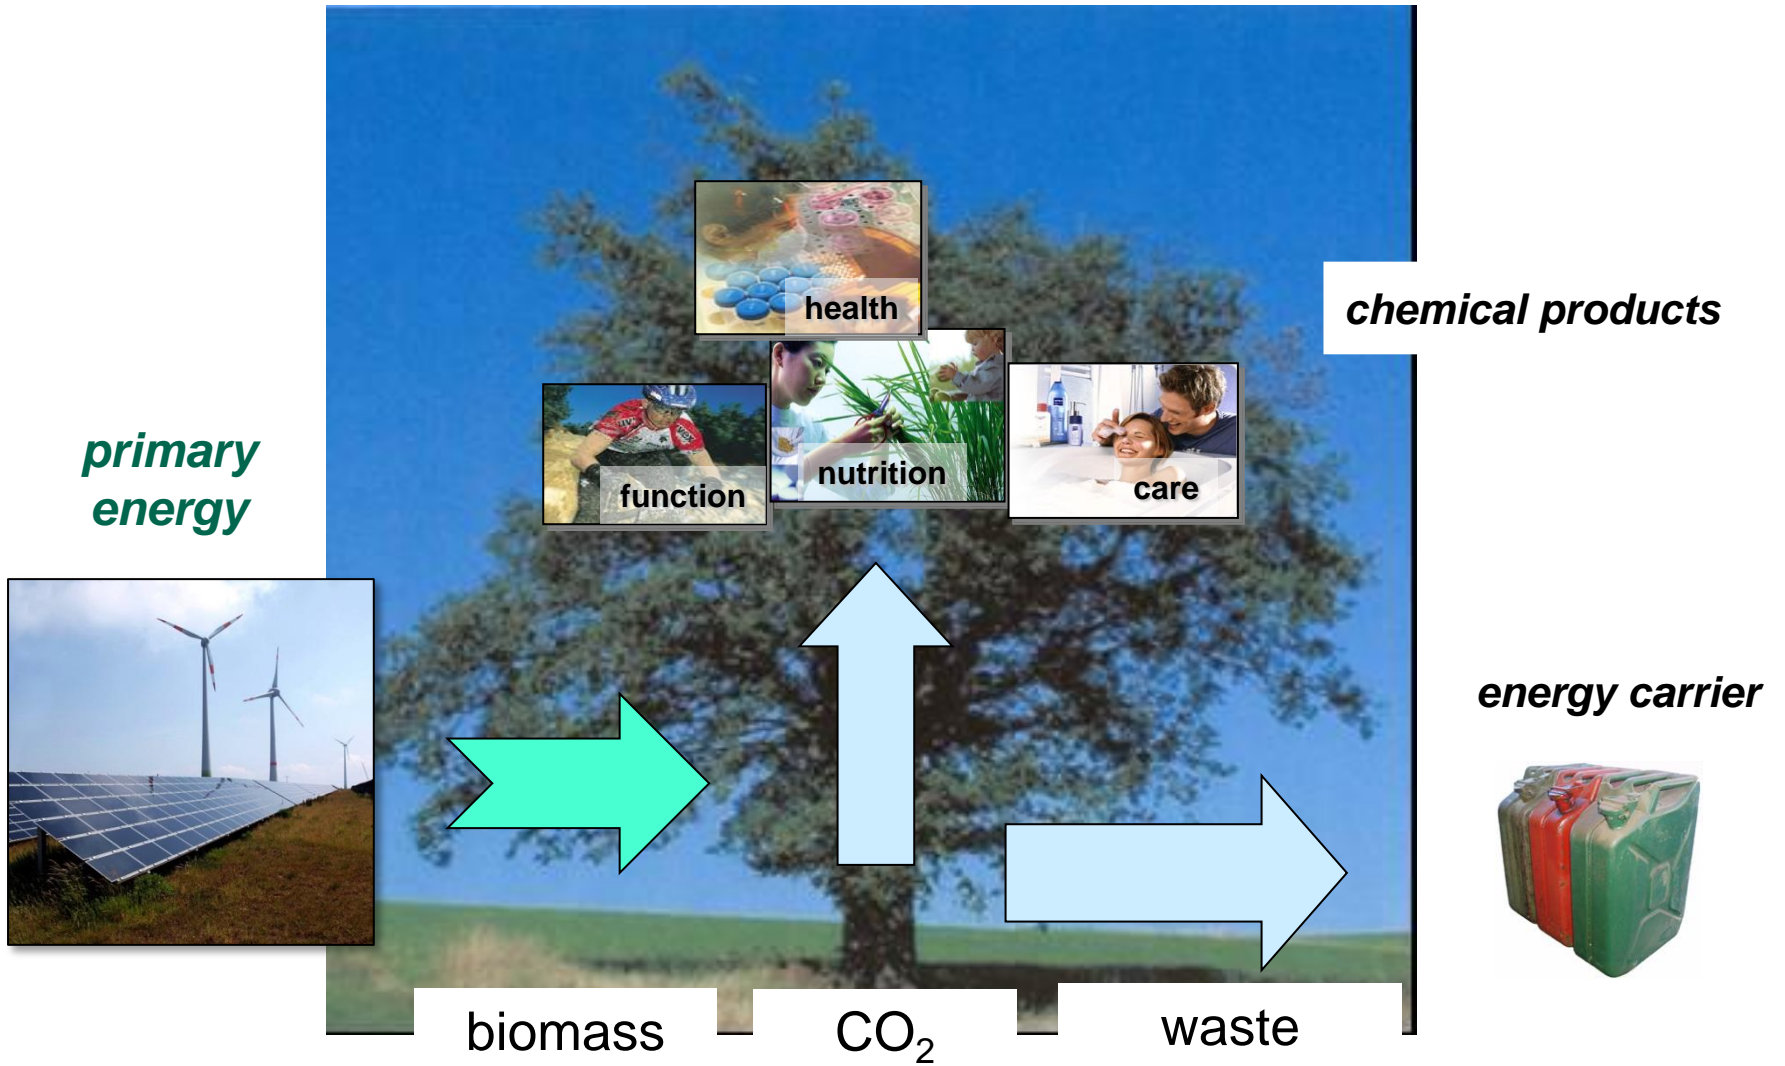 health
chemical products
nutrition
function
care
primary
energy
energy carrier
biomass
CO₂
waste